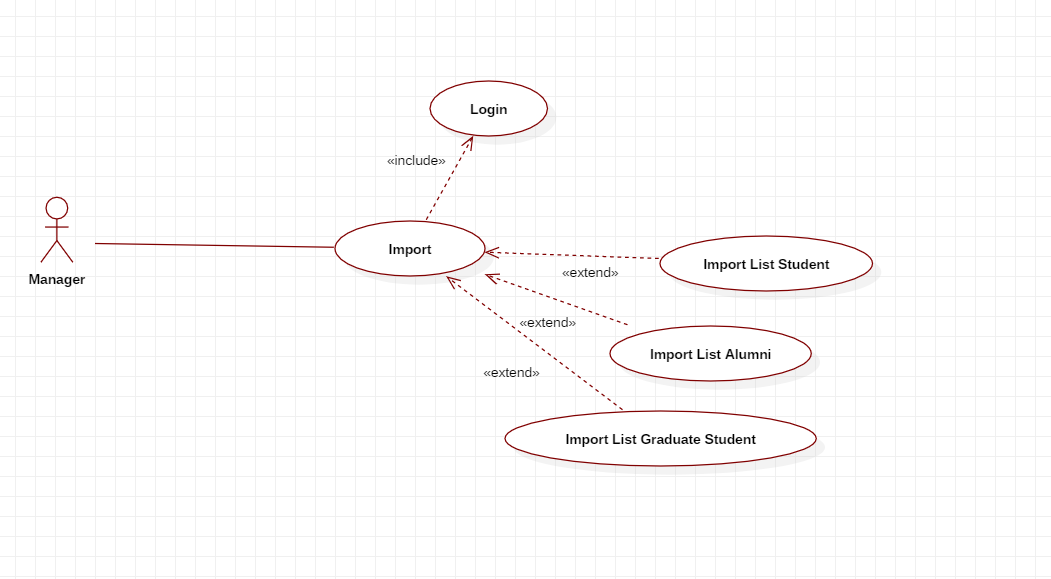 Login
«include»
Manager
Import
Import List Student
«extend»
«extend»
Import List Alumni
«extend»
Import List Graduate Student